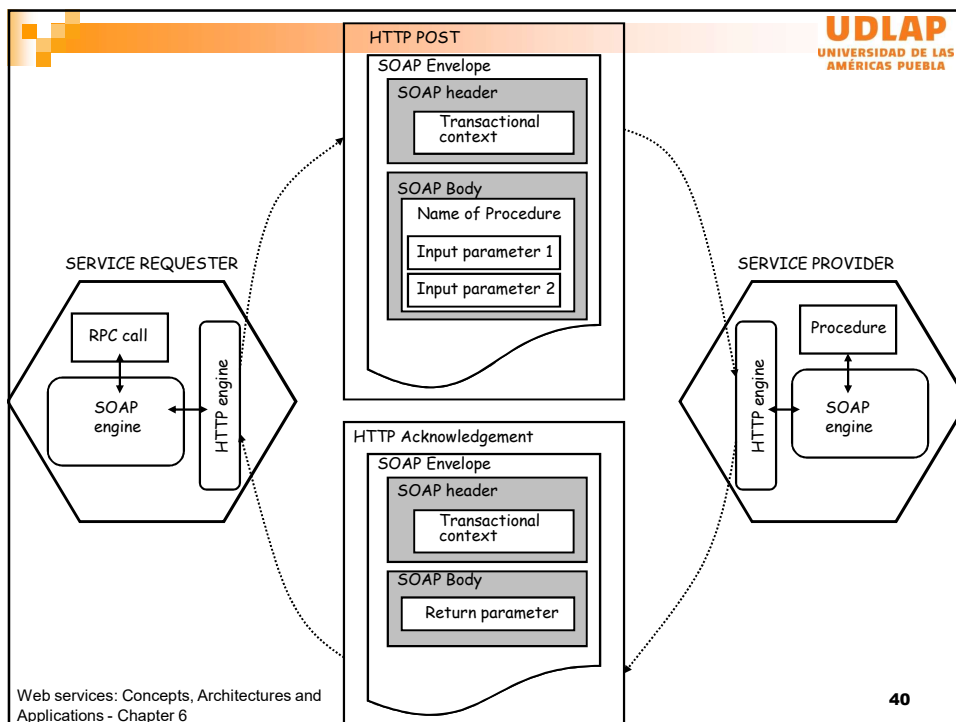 UDLAP
UNIVERSIDAD DE LAS
AMÉRICAS PUEBLA
HTTP POST
SOAP Envelope
SOAP header
Transactional
context
SOAP Body
Name of Procedure
Input parameter 1
Input parameter 2
SERVICE REQUESTER
RPC call
SOAP
engine
HTTP engine
SERVICE PROVIDER
Procedure
HTTP engine
SOAP
engine
HTTP Acknowledgement
SOAP Envelope
SOAP header
Transactional
context
SOAP Body
Return parameter
Web services: Concepts, Architectures and
Applications - Chapter 6
40